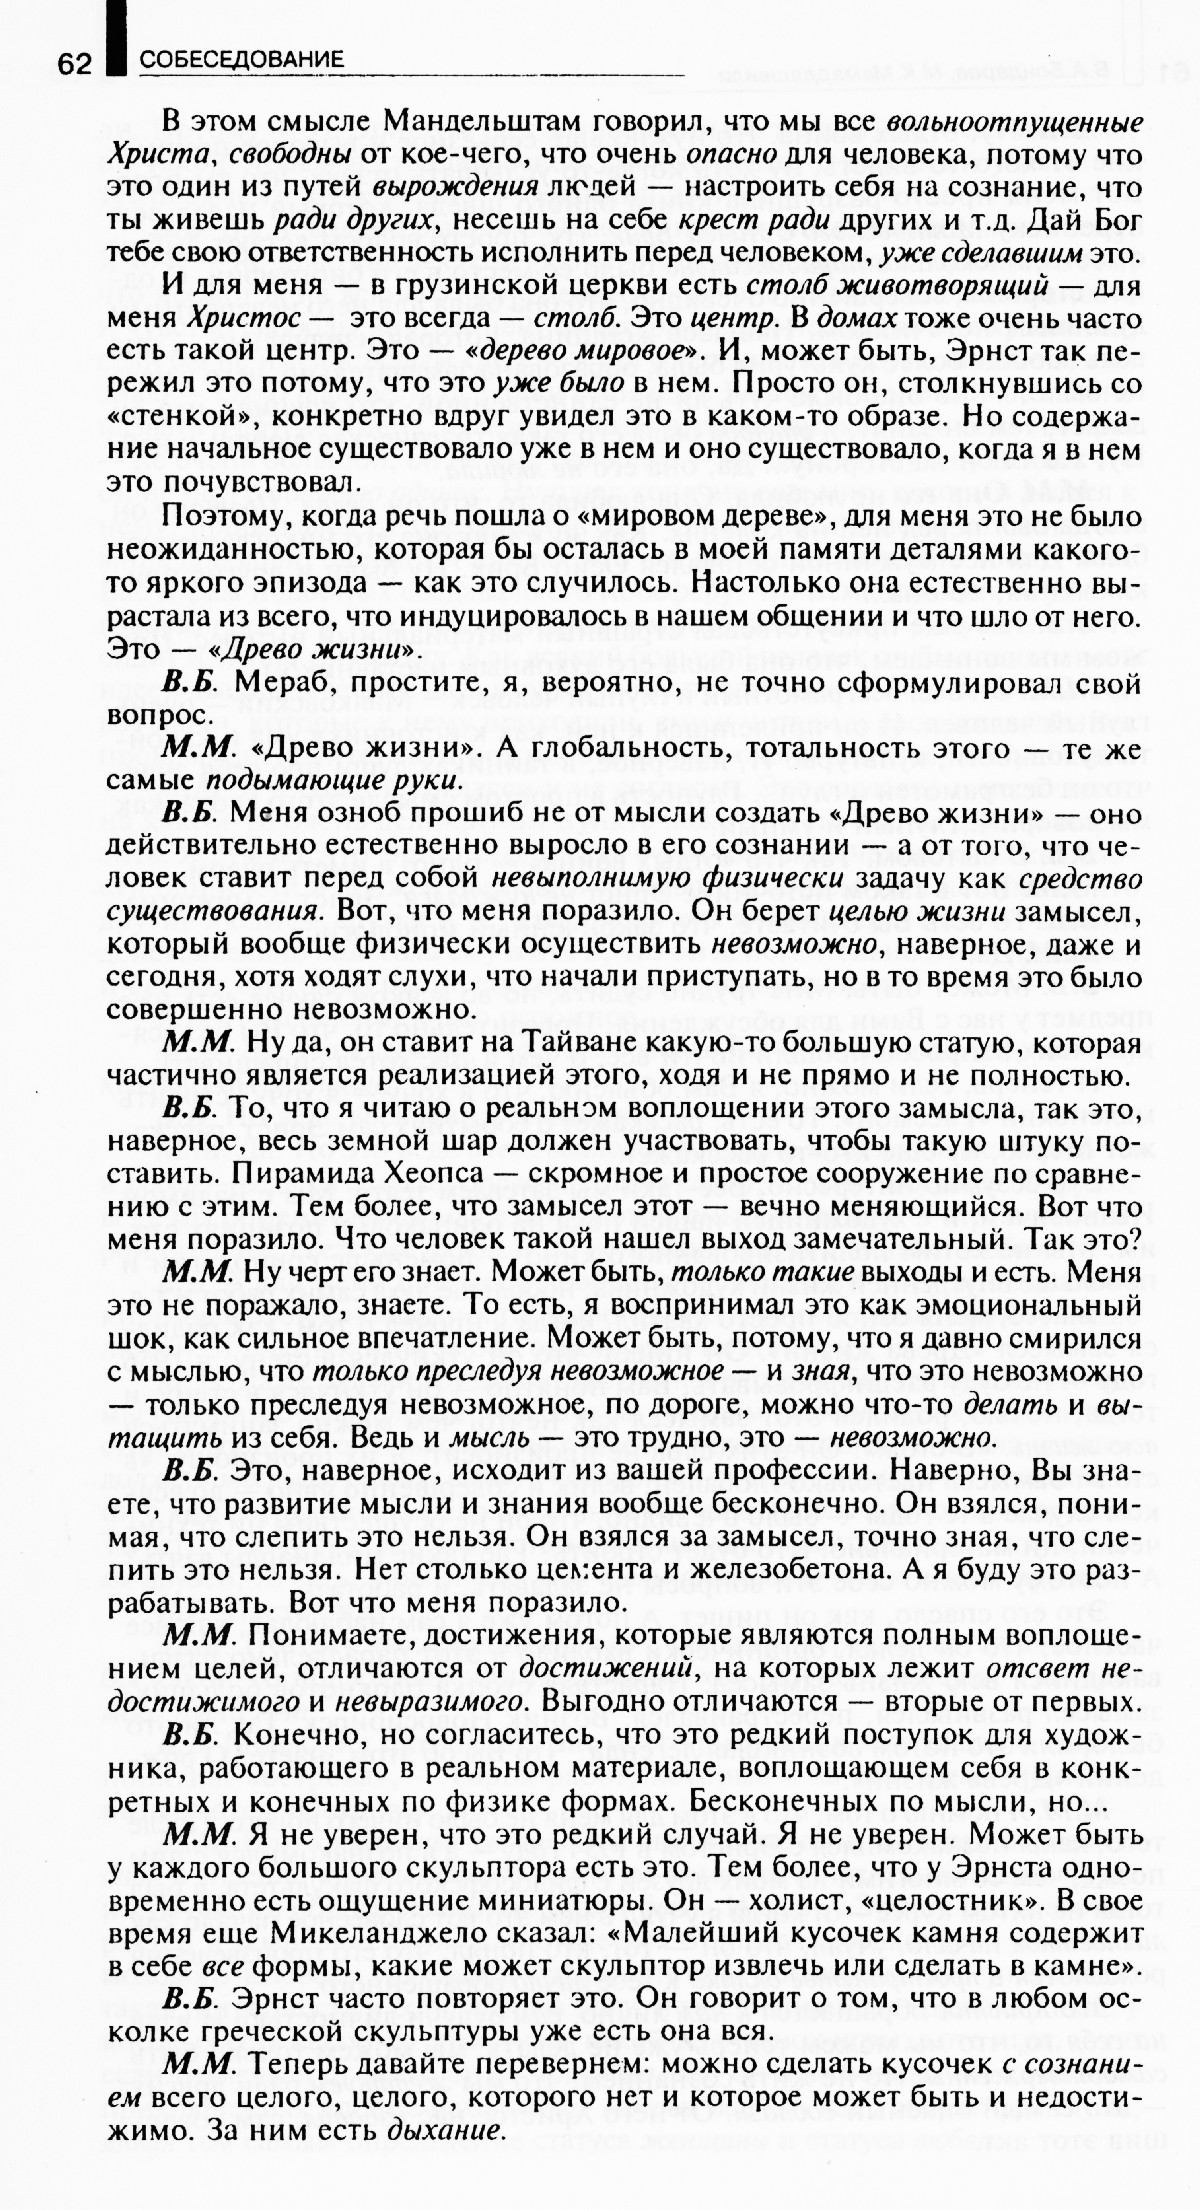 62
СОБЕСЕДОВАНИЕ
В этом смысле Мандельштам говорил, что мы все вольноотпущенные
Христа, свободны от кое-чего, что очень опасно для человека, потому что
это один из путей вырождения людей — настроить себя на сознание, что
ты живешь ради других, несешь на себе крест ради других и т.д. Дай Бог
тебе свою ответственность исполнить перед человеком, уже сделавшим это.
И для меня — в грузинской церкви есть столб животворящий — для
меня Христос — это всегда — столб. Это центр. В домах тоже очень часто
есть такой центр. Это — «дерево мировое». И, может быть, Эрнст так пе-
режил это потому, что это уже было в нем. Просто он, столкнувшись со
«стенкой», конкретно вдруг увидел это в каком-то образе. Но содержа-
ние начальное существовало уже в нем и оно существовало, когда я в нем
это почувствовал.
Поэтому, когда речь пошла о «мировом дереве», для меня это не было
неожиданностью, которая бы осталась в моей памяти деталями какого-
то яркого эпизода — как это случилось. Настолько она естественно вы-
растала из всего, что индуцировалось в нашем общении и что шло от него.
Это — «Древо жизни».
В.Б. Мераб, простите, я, вероятно, не точно сформулировал свой
вопрос.
М.М. «Древо жизни». А глобальность, тотальность этого — те же
самые подымающие руки.
В.Б. Меня озноб прошиб не от мысли создать «Древо жизни» — оно
действительно естественно выросло в его сознании — а от того, что че-
ловек ставит перед собой невыполнимую физически задачу как средство
существования. Вот, что меня поразило. Он берет целью жизни замысел,
который вообще физически осуществить невозможно, наверное, даже и
сегодня, хотя ходят слухи, что начали приступать, но в то время это было
совершенно невозможно.
М.М. Ну да, он ставит на Тайване какую-то большую статую, которая
частично является реализацией этого, ходя и не прямо и не полностью.
В.Б. То, что я читаю о реальном воплощении этого замысла, так это,
наверное, весь земной шар должен участвовать, чтобы такую штуку по-
ставить. Пирамида Хеопса — скромное и простое сооружение по сравне-
нию с этим. Тем более, что замысел этот — вечно меняющийся. Вот что
меня поразило. Что человек такой нашел выход замечательный. Так это?
М.М. Ну черт его знает. Может быть, только такие выходы и есть. Меня
это не поражало, знаете. То есть, я воспринимал это как эмоциональный
шок, как сильное впечатление. Может быть, потому, что я давно смирился
с мыслью, что только преследуя невозможное — и зная, что это невозможно
— только преследуя невозможное, по дороге, можно что-то делать и вы-
тащить из себя. Ведь и мысль — это трудно, это — невозможно.
В.Б. Это, наверное, исходит из вашей профессии. Наверно, Вы зна-
ете, что развитие мысли и знания вообще бесконечно. Он взялся, пони-
мая, что слепить это нельзя. Он взялся за замысел, точно зная, что сле-
пить это нельзя. Нет столько цемента и железобетона. А я буду это раз-
рабатывать. Вот что меня поразило.
М.М. Понимаете, достижения, которые являются полным воплоще-
нием целей, отличаются от достижений, на которых лежит отсвет не-
достижимого и невыразимого. Выгодно отличаются — вторые от первых.
В.Б. Конечно, но согласитесь, что это редкий поступок для худож-
ника, работающего в реальном материале, воплощающем себя в конк-
ретных и конечных по физике формах. Бесконечных по мысли, но...
М.М. Я не уверен, что это редкий случай. Я не уверен. Может быть
у каждого большого скульптора есть это. Тем более, что у Эрнста одно-
временно есть ощущение миниатюры. Он — холист, «целостник». В свое
время еще Микеланджело сказал: «Малейший кусочек камня содержит
в себе все формы, какие может скульптор извлечь или сделать в камне».
В.Б. Эрнст часто повторяет это. Он говорит о том, что в любом ос-
колке греческой скульптуры уже есть она вся.
М.М. Теперь давайте перевернем: можно сделать кусочек с сознани-
ем всего целого, целого, которого нет и которое может быть и недости-
жимо. За ним есть дыхание.